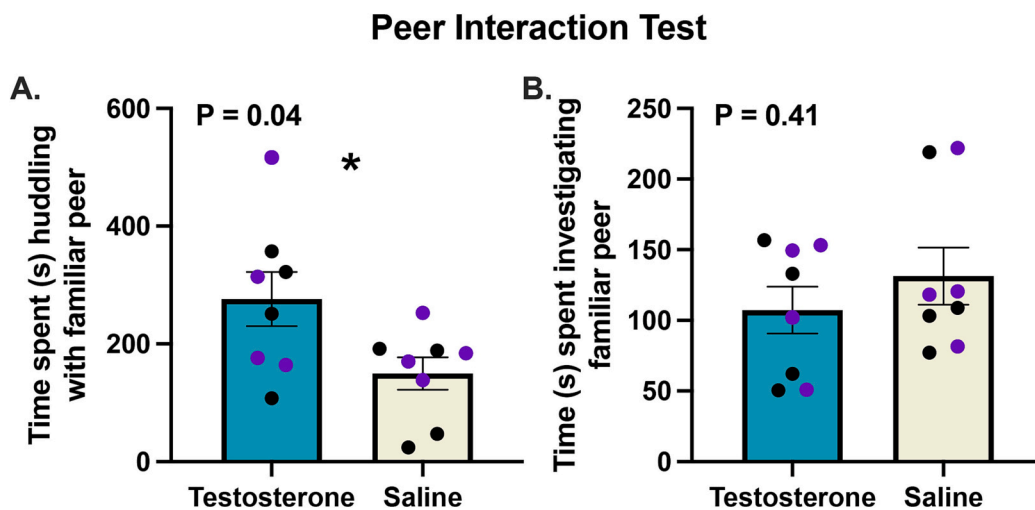 Peer Interaction Test
A.
P = 0.04
*
Time spent (s) huddling
with familiar peer
600
400
200
0
Testosterone
Saline
B.
P = 0.41
Time (s) spent investigating
familiar peer
250
200
150
100
50
0
Testosterone
Saline